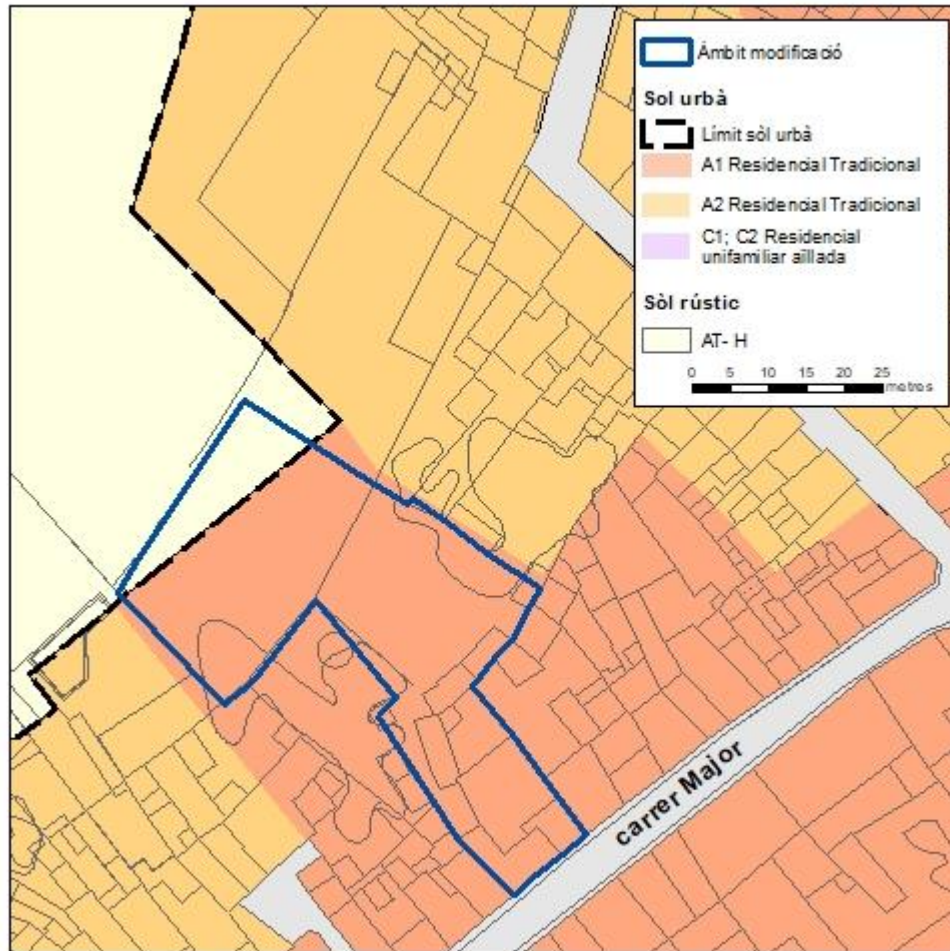 Àmbit modificació
Sol urbà
Límit sòl urbà
A1 Residencial Tradicional
A2 Residencial Tradicional
C1; C2 Residencial
unifamiliar aïllada
Sòl rústic
AT- H
0 5 10 15 20 25
metres
carrer Major